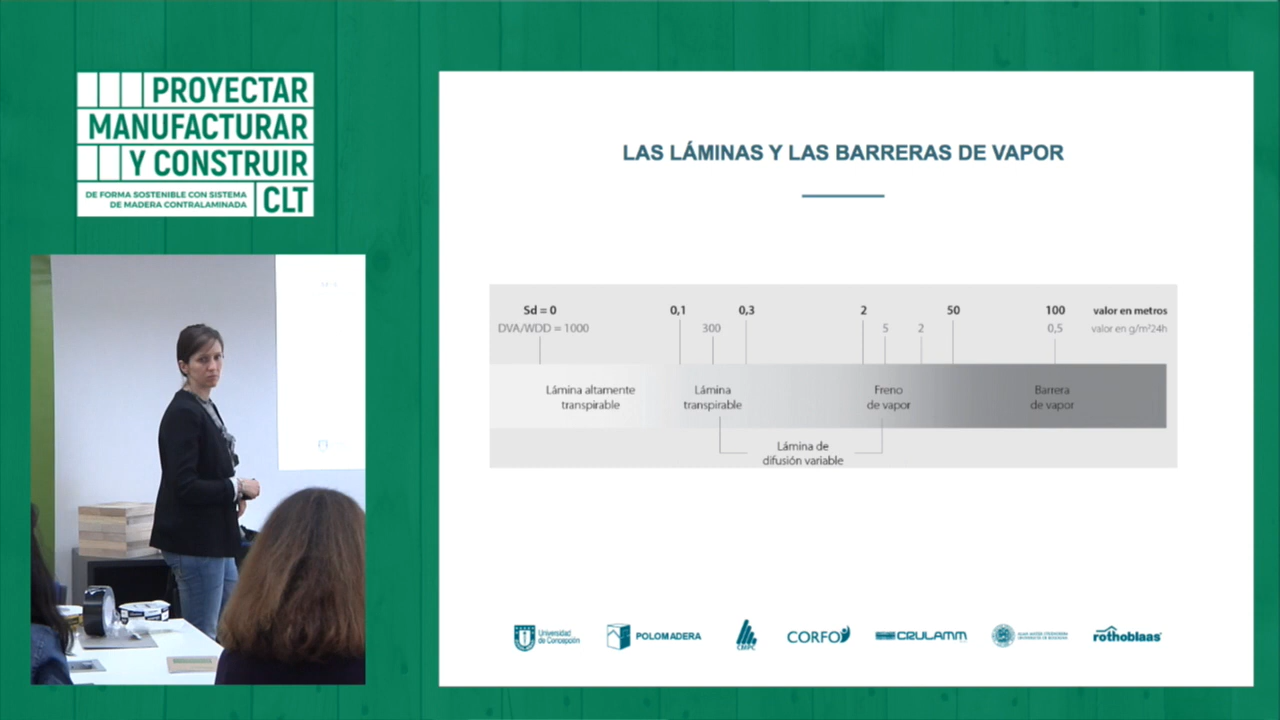 PROYECTAR
MANUFACTURAR
Y CONSTRUIR
DE FORMA SOSTENIBLE CON SISTEMA
DE MADERA CONTRALAMINADA
CLT
LAS LÁMINAS Y LAS BARRERAS DE VAPOR
Sd = 0 0,1 0,3 2 50 100 valor en metros
DVA/WDD = 1000 300 5 2 0,5 valor en g/m²24h
Lámina altamente transpirable
Lámina transpirable
Freno de vapor
Barrera de vapor
Lámina de
difusión variable
Universidad
de Concepción
POLOMADERA
CMPC
CORFO
CRULAMM
rothoblaas